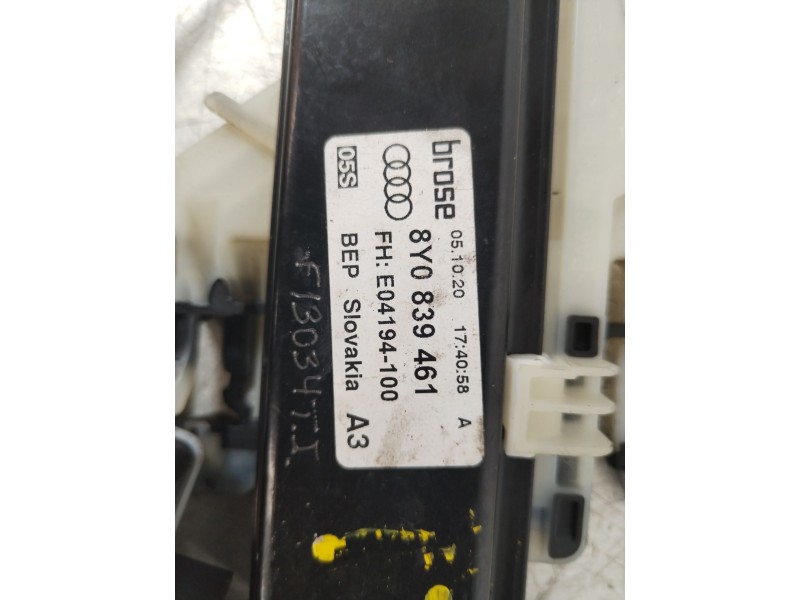 brose
05.10.20 17:40:58 A
8Y0 839 461
FH: E04194-100
05S
BEP Slovakia A3